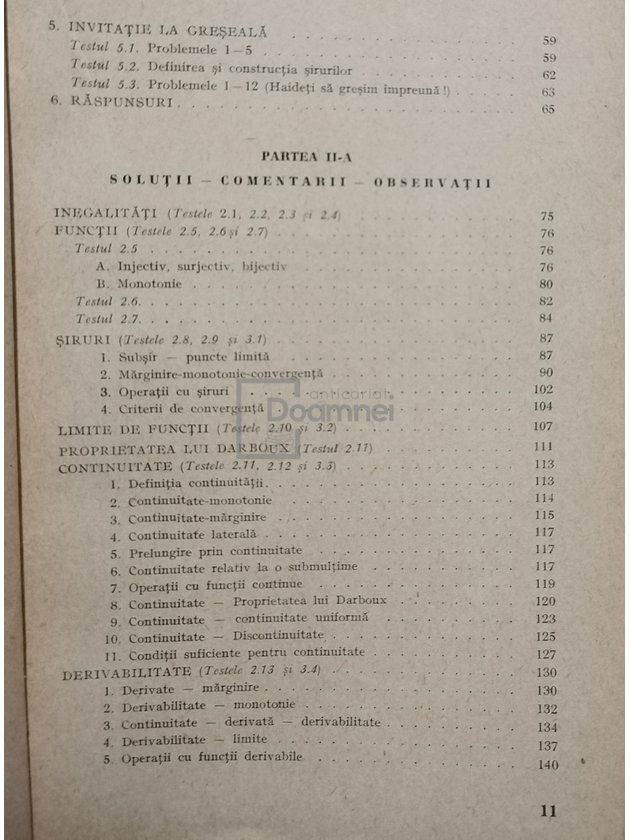 5. INVITAȚIE LA GREȘEALĂ 59
Testul 5.1. Problemele 1–5 59
Testul 5.2. Definirea și construcția șirurilor 62
Testul 5.3. Problemele 1–12 (Haideți să greșim împreună!) 63
6. RĂSPUNSURI 65
PARTEA II-A
SOLUȚII – COMENTARII – OBSERVAȚII
INEGALITĂȚI (Testele 2.1, 2.2, 2.3 și 2.4) 75
FUNCȚII (Testele 2.5, 2.6 și 2.7) 76
Testul 2.5 76
A. Injectiv, surjectiv, bijectiv 76
B. Monotonie 80
Testul 2.6. 82
Testul 2.7. 84
ȘIRURI (Testele 2.8, 2.9 și 3.1) 87
1. Subșir — puncte limită 87
2. Mărginire-monotonie-convergență 90
3. Operații cu șiruri 102
4. Criterii de convergență 104
anticariat
Doamnei
LIMITE DE FUNCȚII (Testele 2.10 și 3.2) 107
PROPRIETATEA LUI DARBOUX (Testul 2.11) 111
CONTINUITATE (Testele 2.11, 2.12 și 3.3) 113
1. Definiția continuității. 113
2. Continuitate-monotonie 114
3. Continuitate-mărginire 115
4. Continuitate laterală 117
5. Prelungire prin continuitate 117
6. Continuitate relativ la o submulțime 117
7. Operații cu funcții continue 119
8. Continuitate — Proprietatea lui Darboux 120
9. Continuitate — continuitate uniformă 123
10. Continuitate — Discontinuitate 125
11. Condiții suficiente pentru continuitate 127
DERIVABILITATE (Testele 2.13 și 3.4) 130
1. Derivate — mărginire 130
2. Derivabilitate — monotonie 132
3. Continuitate — derivată — derivabilitate 134
4. Derivabilitate — limite 137
5. Operații cu funcții derivabile 140
11